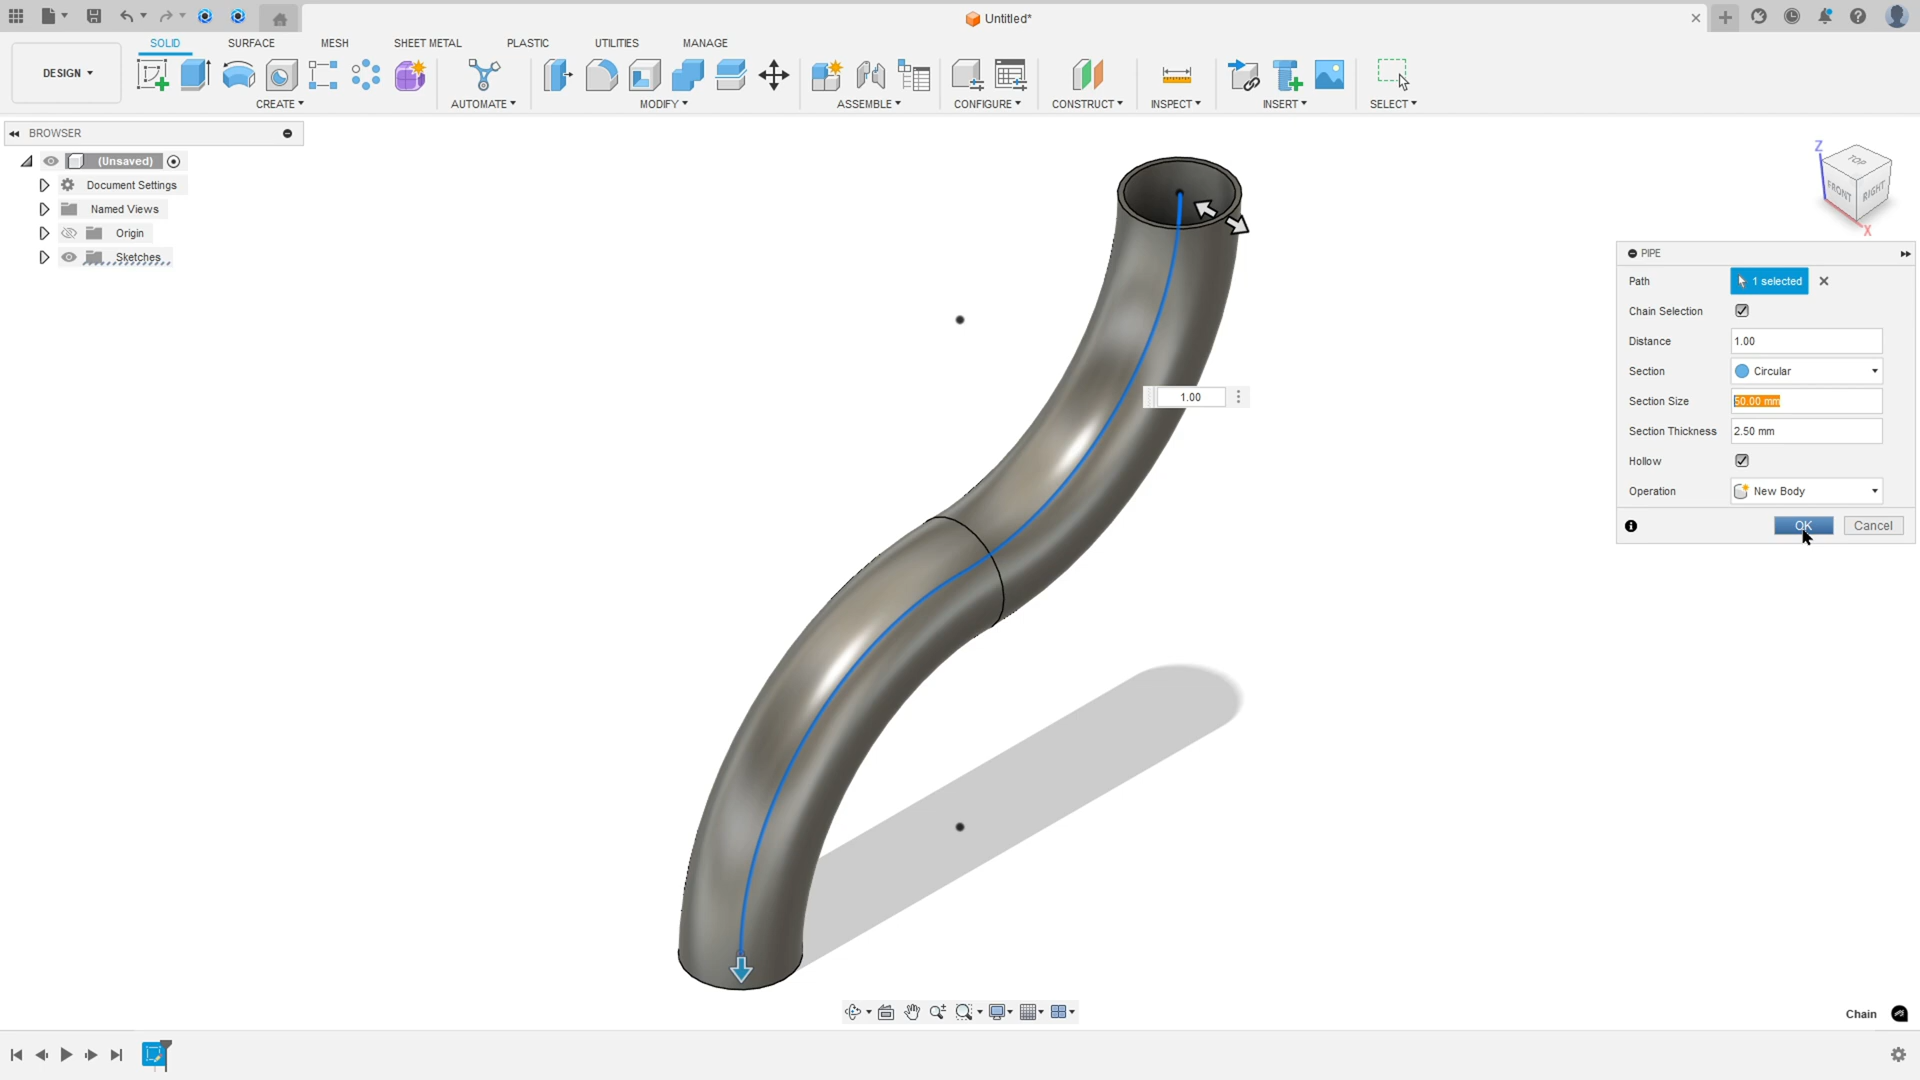 Untitled*
DESIGN
SOLID
SURFACE
MESH
SHEET METAL
PLASTIC
UTILITIES
MANAGE
CREATE
AUTOMATE
MODIFY
ASSEMBLE
CONFIGURE
CONSTRUCT
INSPECT
INSERT
SELECT
BROWSER
(Unsaved)
Document Settings
Named Views
Origin
Sketches
Z
TOP
FRONT
RIGHT
X
PIPE
Path 1 selected
Chain Selection
Distance 1.00
Section Circular
Section Size 50.00 mm
Section Thickness 2.50 mm
Hollow
Operation New Body
OK Cancel
1.00
Chain